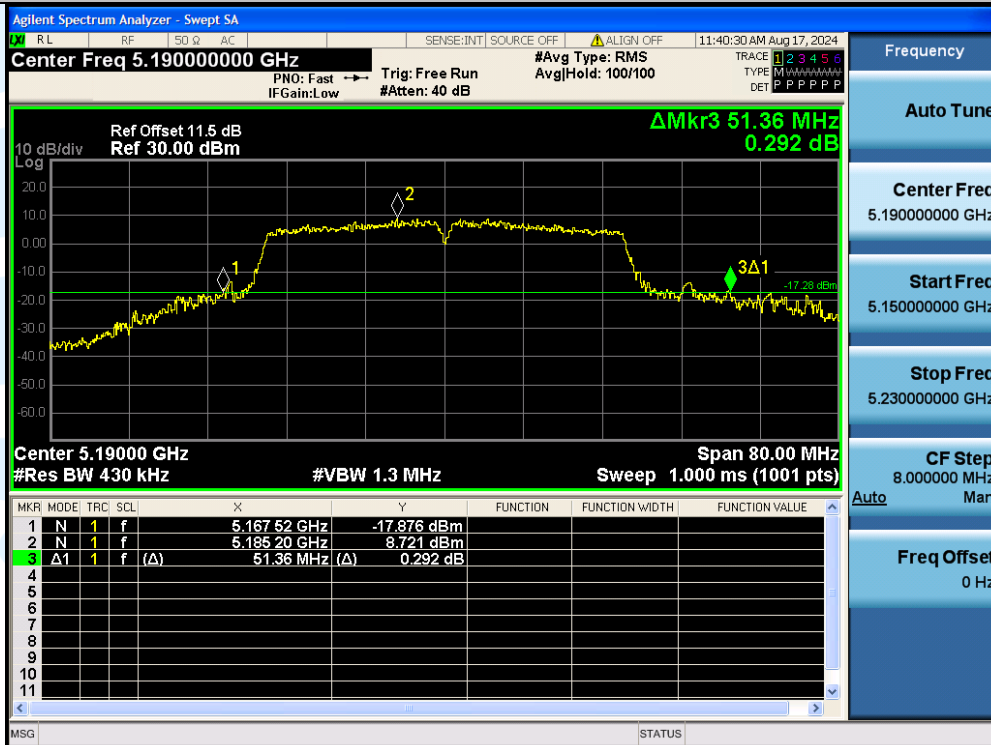 Agilent Spectrum Analyzer - Swept SA
LXI RL RF 50 Ω AC SENSE:INT SOURCE OFF ALIGN OFF 11:40:30 AM Aug 17, 2024
Center Freq 5.190000000 GHz
PNO: Fast
IFGain:Low
Trig: Free Run
#Atten: 40 dB
#Avg Type: RMS
Avg|Hold: 100/100
TRACE 1 2 3 4 5 6
TYPE M WWWWW
DET P P P P P P
ΔMkr3 51.36 MHz
0.292 dB
Ref Offset 11.5 dB
10 dB/div Ref 30.00 dBm
Log
20.0
10.0
0.00
-10.0
-20.0
-30.0
-40.0
-50.0
-60.0
1
2
3Δ1
-17.28 dBm
Center 5.19000 GHz Span 80.00 MHz
#Res BW 430 kHz #VBW 1.3 MHz Sweep 1.000 ms (1001 pts)
MKR MODE TRC SCL X Y FUNCTION FUNCTION WIDTH FUNCTION VALUE
1 N 1 f 5.167 52 GHz -17.876 dBm
2 N 1 f 5.185 20 GHz 8.721 dBm
3 Δ1 1 f (Δ) 51.36 MHz (Δ) 0.292 dB
4
5
6
7
8
9
10
11
MSG STATUS
Frequency
Auto Tune
Center Freq
5.190000000 GHz
Start Freq
5.150000000 GHz
Stop Freq
5.230000000 GHz
CF Step
8.000000 MHz
Auto Man
Freq Offset
0 Hz